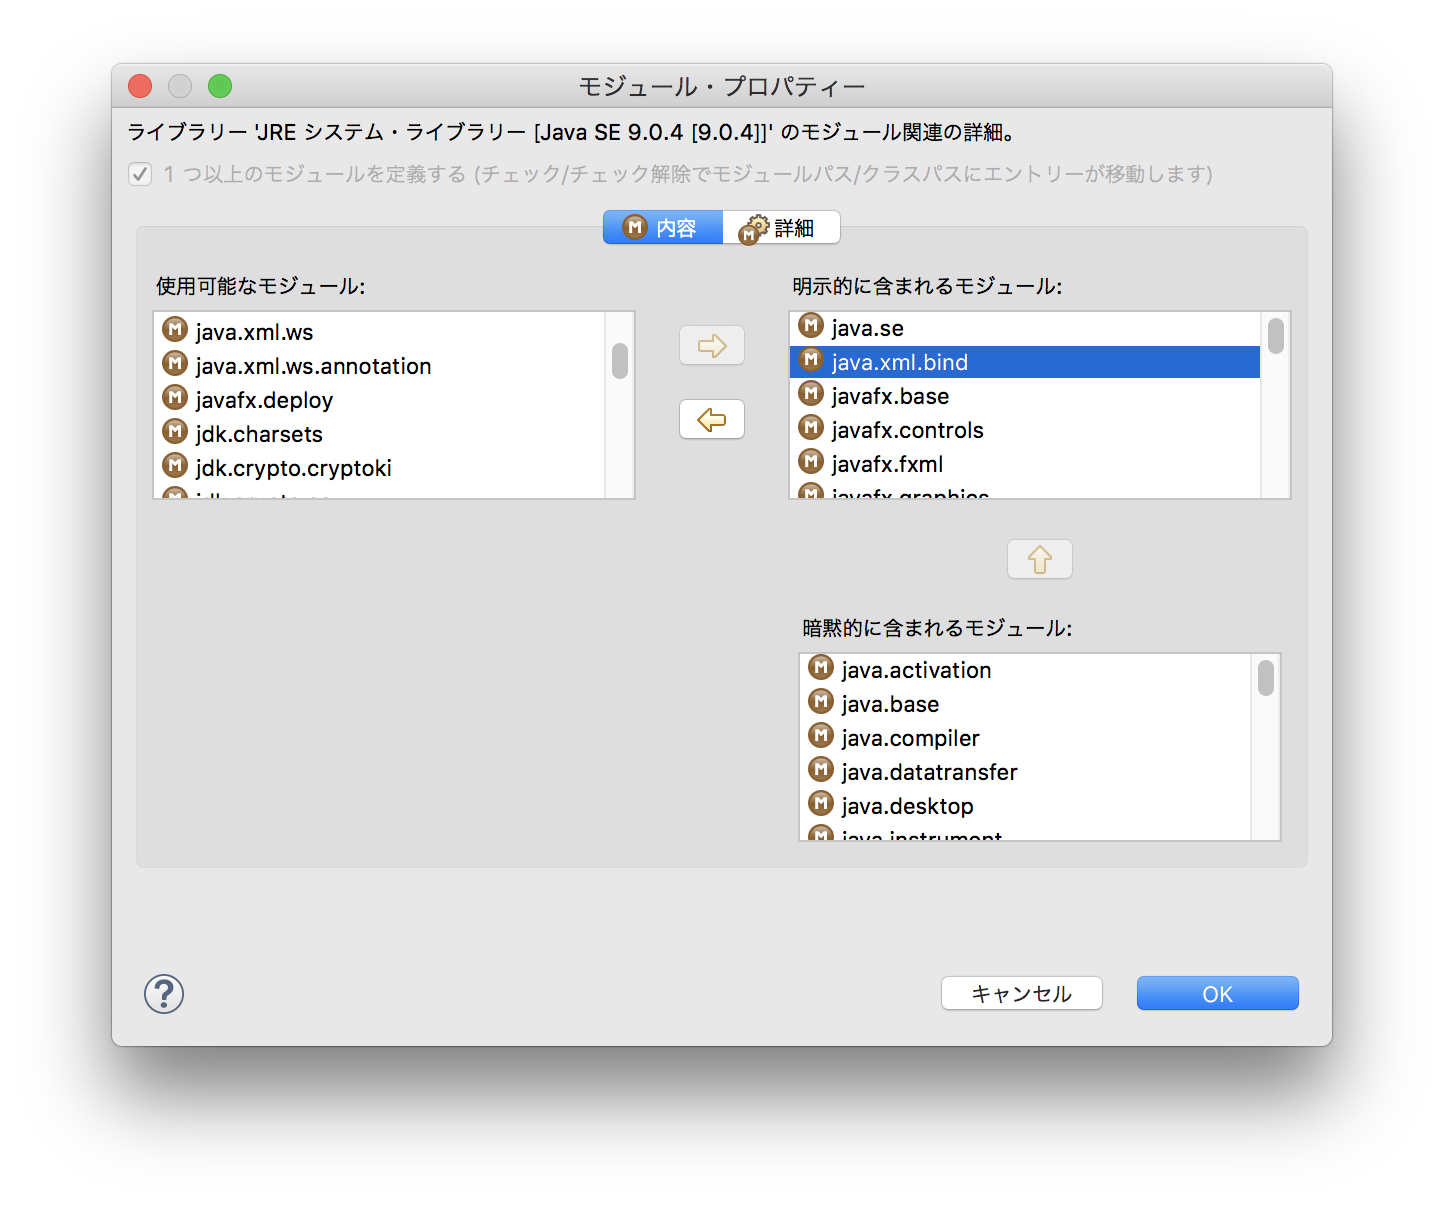 モジュール・プロパティー
ライブラリー 'JRE システム・ライブラリー [Java SE 9.0.4 [9.0.4]]' のモジュール関連の詳細。
1 つ以上のモジュールを定義する (チェック/チェック解除でモジュールパス/クラスパスにエントリーが移動します)
M 内容
M 詳細
使用可能なモジュール:
M java.xml.ws
M java.xml.ws.annotation
M javafx.deploy
M jdk.charsets
M jdk.crypto.cryptoki
明示的に含まれるモジュール:
M java.se
M java.xml.bind
M javafx.base
M javafx.controls
M javafx.fxml
M javafx.graphics
暗黙的に含まれるモジュール:
M java.activation
M java.base
M java.compiler
M java.datatransfer
M java.desktop
M java.instrument
?
キャンセル
OK